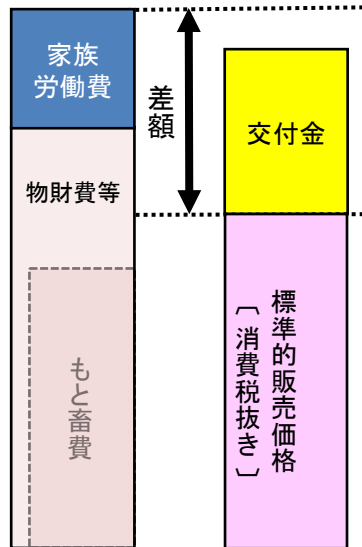 家族
労働費
物財費等
もと畜費
差額
交付金
標準的販売価格
〔消費税抜き〕